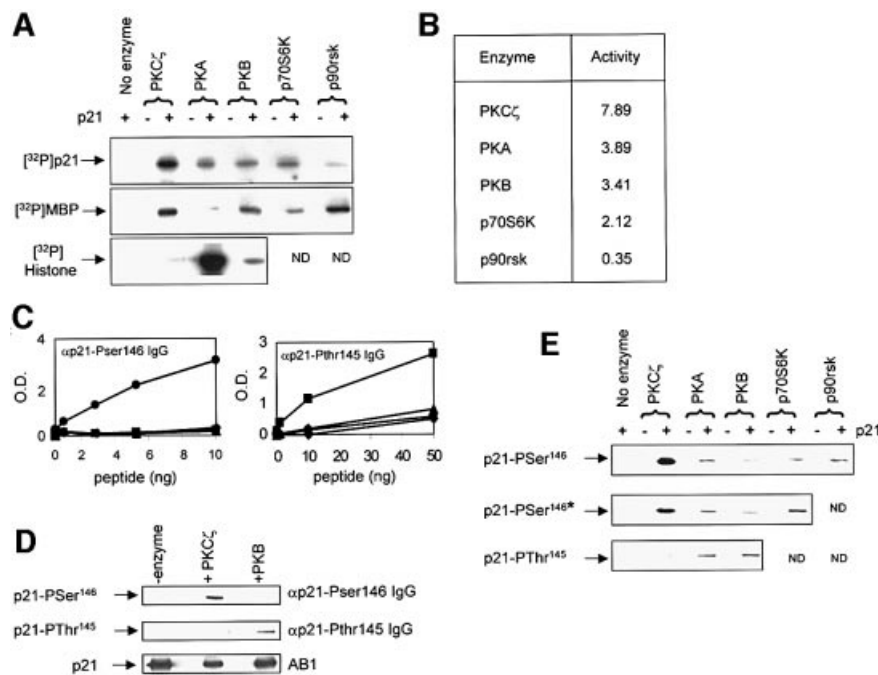 A
No enzyme
PKCζ
PKA
PKB
p70S6K
p90rsk
p21
+ - + - + - + - + - +
[³²P]p21
[³²P]MBP
[³²P]
Histone
ND ND
B
Enzyme Activity
PKCζ 7.89
PKA 3.89
PKB 3.41
p70S6K 2.12
p90rsk 0.35
C
αp21-Pser146 IgG
O.D.
4
2
0
0 2 4 6 8 10
peptide (ng)
αp21-Pthr145 IgG
O.D.
3
2
1
0
0 10 20 30 40 50
peptide (ng)
D
-enzyme
+ PKCζ
+PKB
p21-PSer¹⁴⁶ αp21-Pser146 IgG
p21-PThr¹⁴⁵ αp21-Pthr145 IgG
p21 AB1
E
No enzyme
PKCζ
PKA
PKB
p70S6K
p90rsk
+ - + - + - + - + - + p21
p21-PSer¹⁴⁶
p21-PSer¹⁴⁶* ND
p21-PThr¹⁴⁵ ND ND